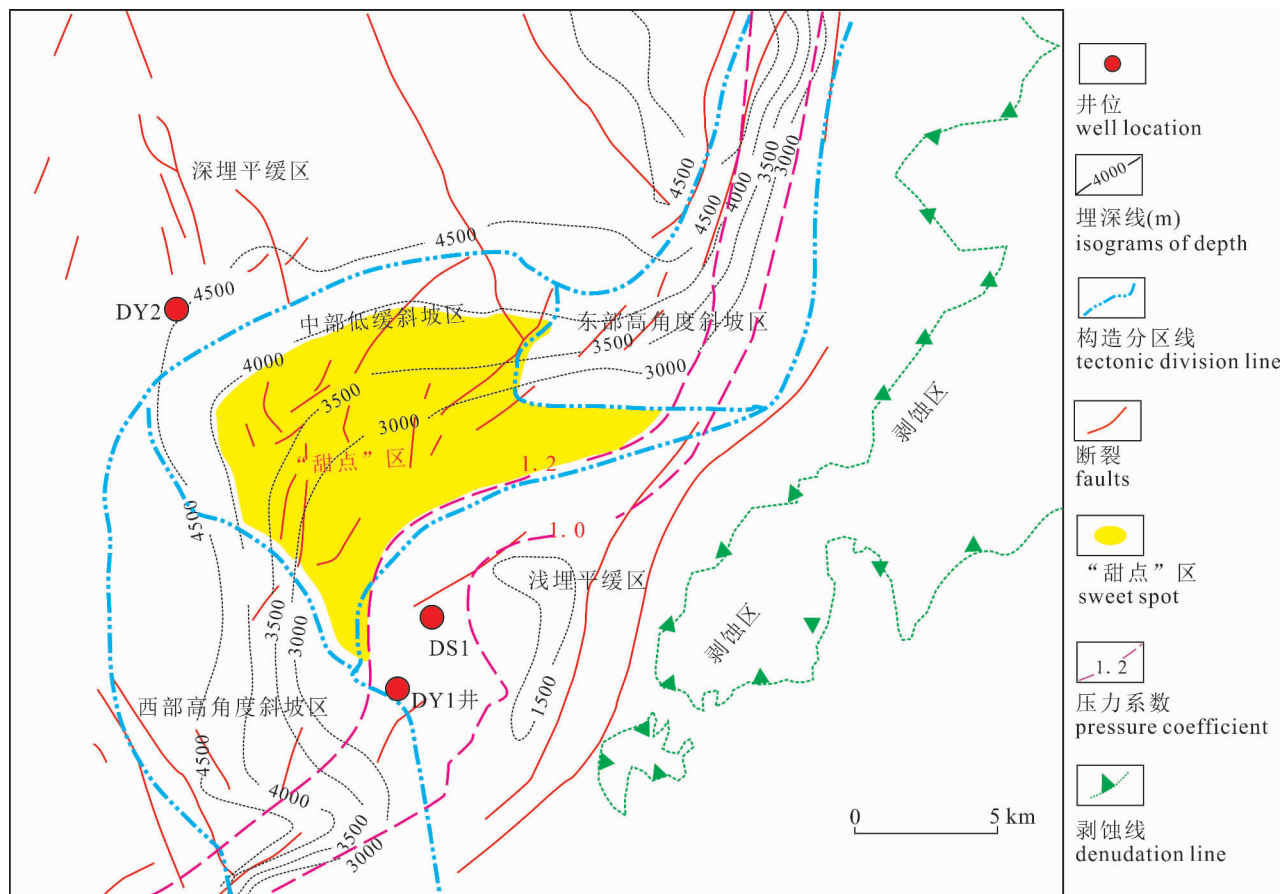 深埋平缓区
4500
4500
4000
3500
3000
4500
4500
DY2
中部低缓斜坡区
东部高角度斜坡区
4000
3500
3000
3500
3000
“甜点”区
1.2
4500
1.0
浅埋平缓区
3500
3000
DS1
DY1井
1500
西部高角度斜坡区
4500
4000
3500
3000
剥蚀区
剥蚀区
0 5 km
井位
well location
4000
埋深线(m)
isograms of depth
构造分区线
tectonic division line
断裂
faults
“甜点”区
sweet spot
1.2
压力系数
pressure coefficient
剥蚀线
denudation line